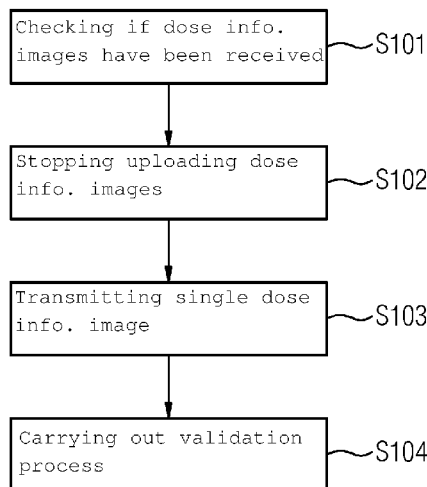 Checking if dose info.
images have been received
S101
Stopping uploading dose
info. images
S102
Transmitting single dose
info. image
S103
Carrying out validation
process
S104